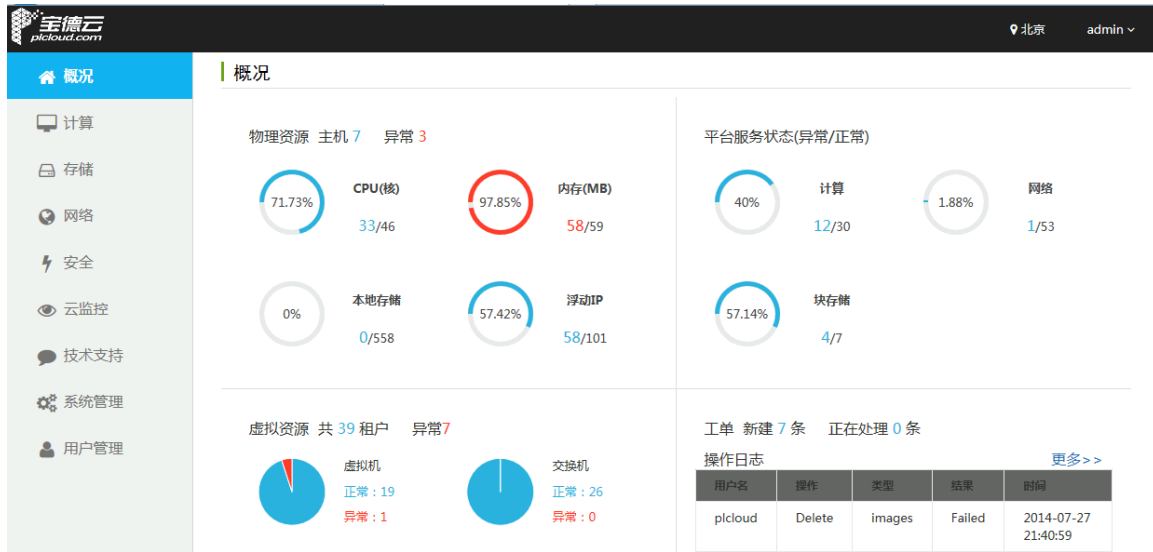 宝德云
plcloud.com
北京 admin
概况
计算
存储
网络
安全
云监控
技术支持
系统管理
用户管理
概况
物理资源 主机 7 异常 3
71.73%
CPU(核)
33/46
97.85%
内存(MB)
58/59
0%
本地存储
0/558
57.42%
浮动IP
58/101
平台服务状态(异常/正常)
40%
计算
12/30
1.88%
网络
1/53
57.14%
块存储
4/7
虚拟资源 共 39 租户 异常7
虚拟机
正常：19
异常：1
交换机
正常：26
异常：0
工单 新建 7 条 正在处理 0 条
操作日志 更多>>
用户名 操作 类型 结果 时间
plcloud Delete images Failed 2014-07-27
21:40:59